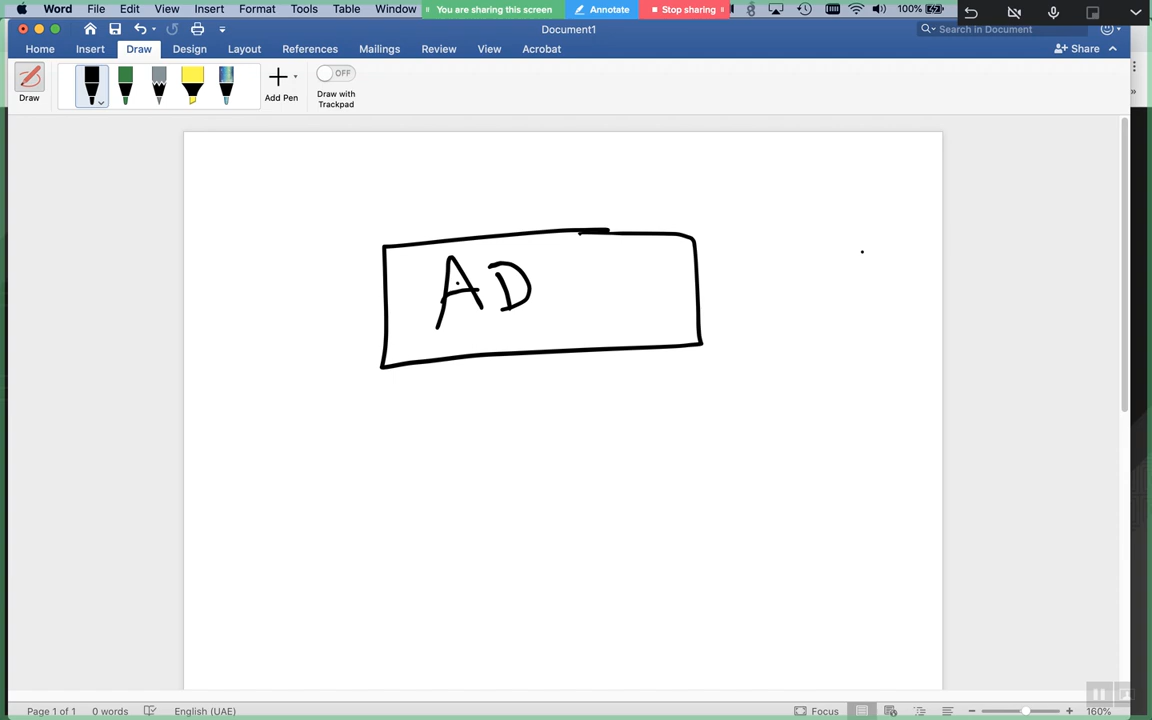 Word File Edit View Insert Format Tools Table Window You are sharing this screen Annotate Stop sharing 100%
Document1
Search in Document
Home Insert Draw Design Layout References Mailings Review View Acrobat Share
OFF
Draw Add Pen Draw with
Trackpad
AD
Page 1 of 1 0 words English (UAE) Focus 160%